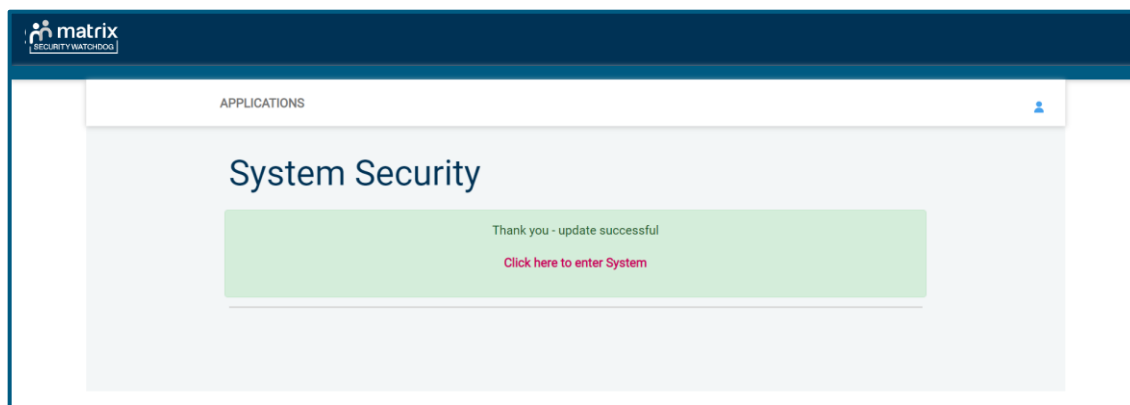 matrix
SECURITY WATCHDOG
APPLICATIONS
System Security
Thank you - update successful
Click here to enter System